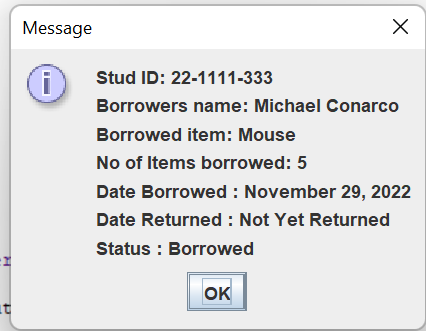 Message
Stud ID: 22-1111-333
Borrowers name: Michael Conarco
Borrowed item: Mouse
No of Items borrowed: 5
Date Borrowed : November 29, 2022
Date Returned : Not Yet Returned
Status : Borrowed
OK